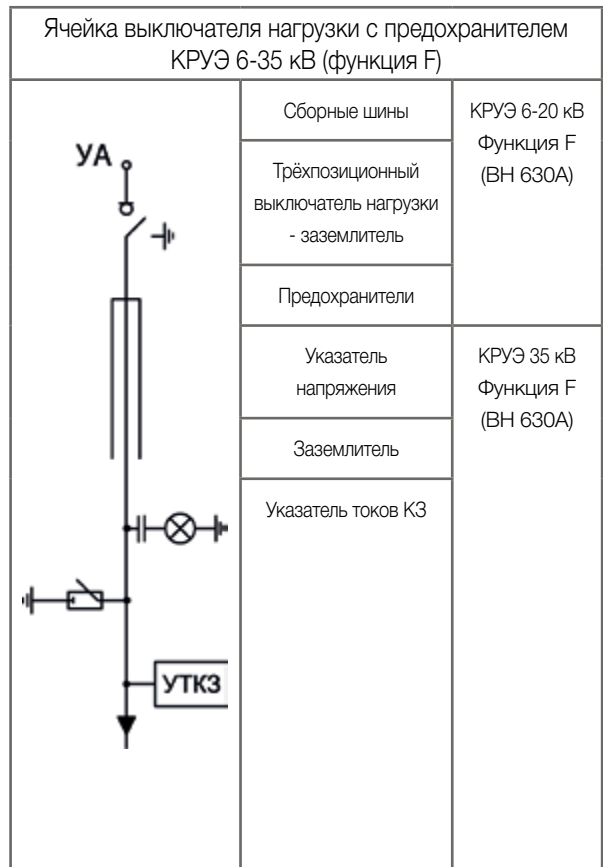 Ячейка выключателя нагрузки с предохранителем
КРУЭ 6-35 кВ (функция F)
УА
УТКЗ
Сборные шины
Трёхпозиционный
выключатель нагрузки
- заземлитель
Предохранители
Указатель
напряжения
Заземлитель
Указатель токов КЗ
КРУЭ 6-20 кВ
Функция F
(ВН 630А)
КРУЭ 35 кВ
Функция F
(ВН 630А)